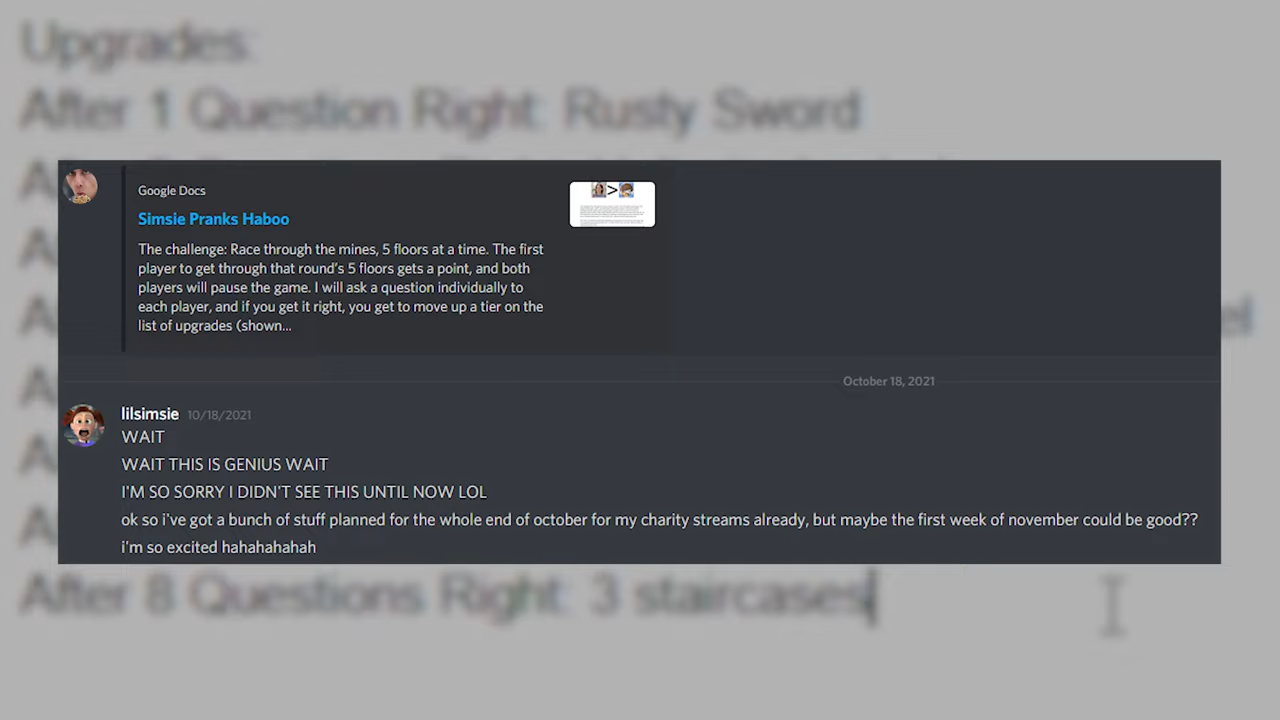 Upgrades:
After 1 Question Right: Rusty Sword
Google Docs
Simsie Pranks Haboo
The challenge: Race through the mines, 5 floors at a time. The first
player to get through that round's 5 floors gets a point, and both
players will pause the game. I will ask a question individually to
each player, and if you get it right, you get to move up a tier on the
list of upgrades (shown...
>
October 18, 2021
lilsimsie 10/18/2021
WAIT
WAIT THIS IS GENIUS WAIT
I'M SO SORRY I DIDN'T SEE THIS UNTIL NOW LOL
ok so i've got a bunch of stuff planned for the whole end of october for my charity streams already, but maybe the first week of november could be good??
i'm so excited hahahahahah
After 8 Questions Right: 3 staircases